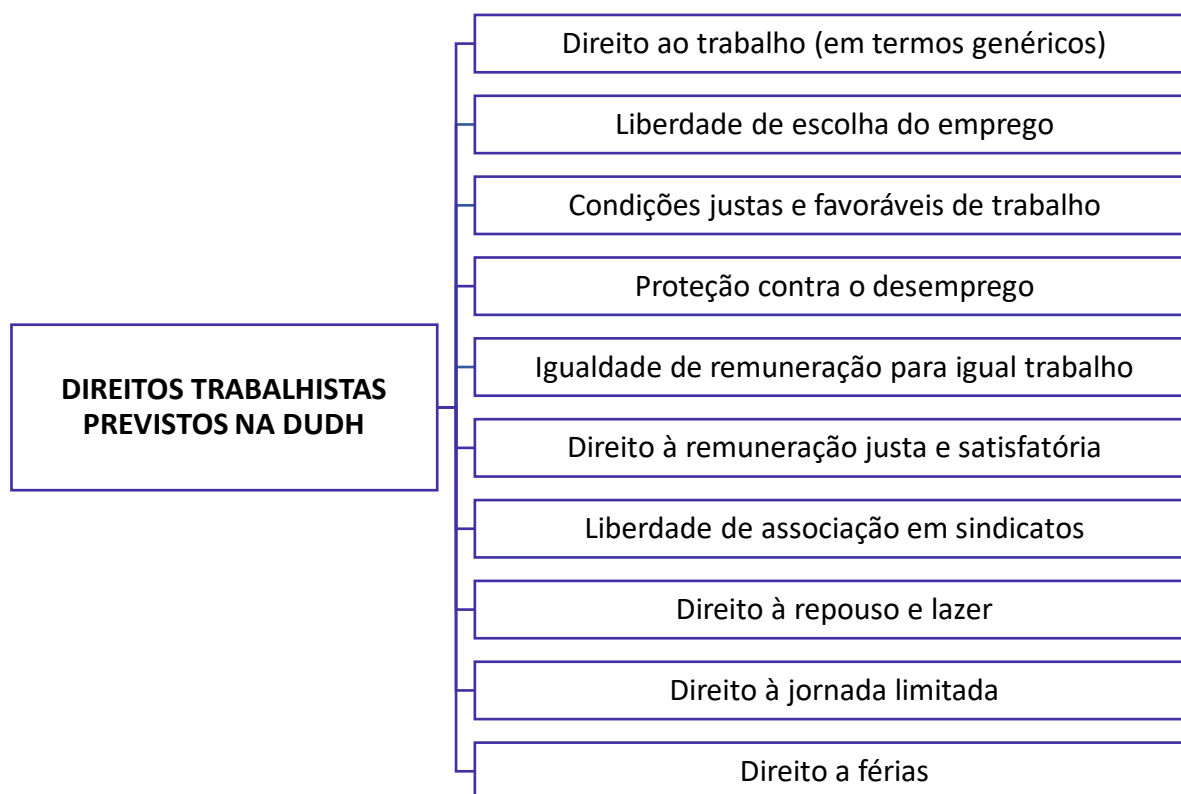 Direito ao trabalho (em termos genéricos)
Liberdade de escolha do emprego
Condições justas e favoráveis de trabalho
Proteção contra o desemprego
Igualdade de remuneração para igual trabalho
DIREITOS TRABALHISTAS
PREVISTOS NA DUDH
Direito à remuneração justa e satisfatória
Liberdade de associação em sindicatos
Direito à repouso e lazer
Direito à jornada limitada
Direito a férias